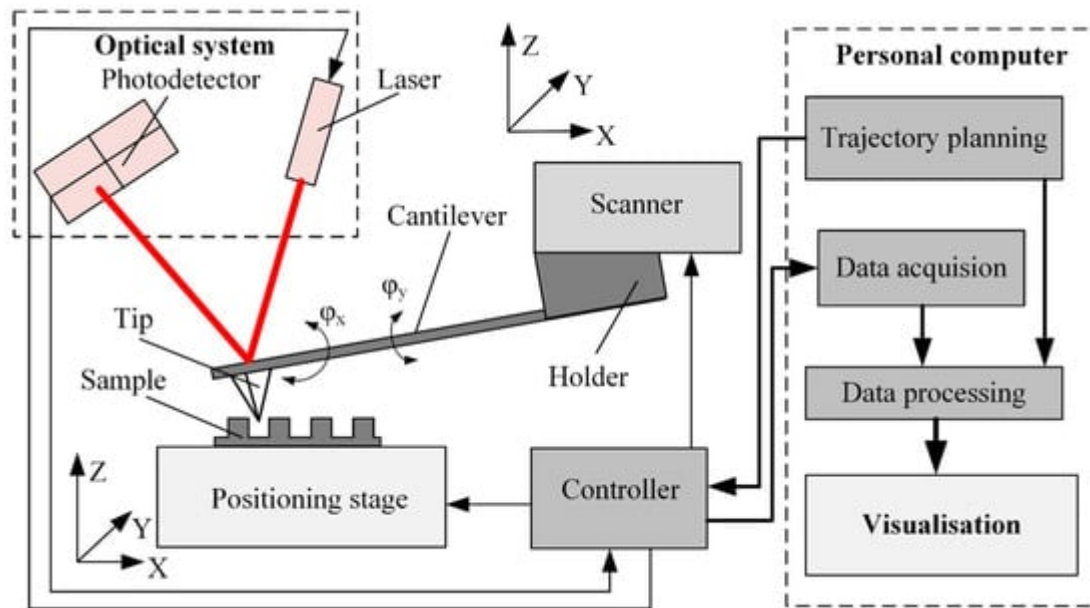 Optical system
Photodetector
Laser
Z
Y
X
Personal computer
Trajectory planning
Scanner
Cantilever
Data acquision
φy
φx
Tip
Holder
Sample
Data processing
Z
Y
X
Positioning stage
Controller
Visualisation